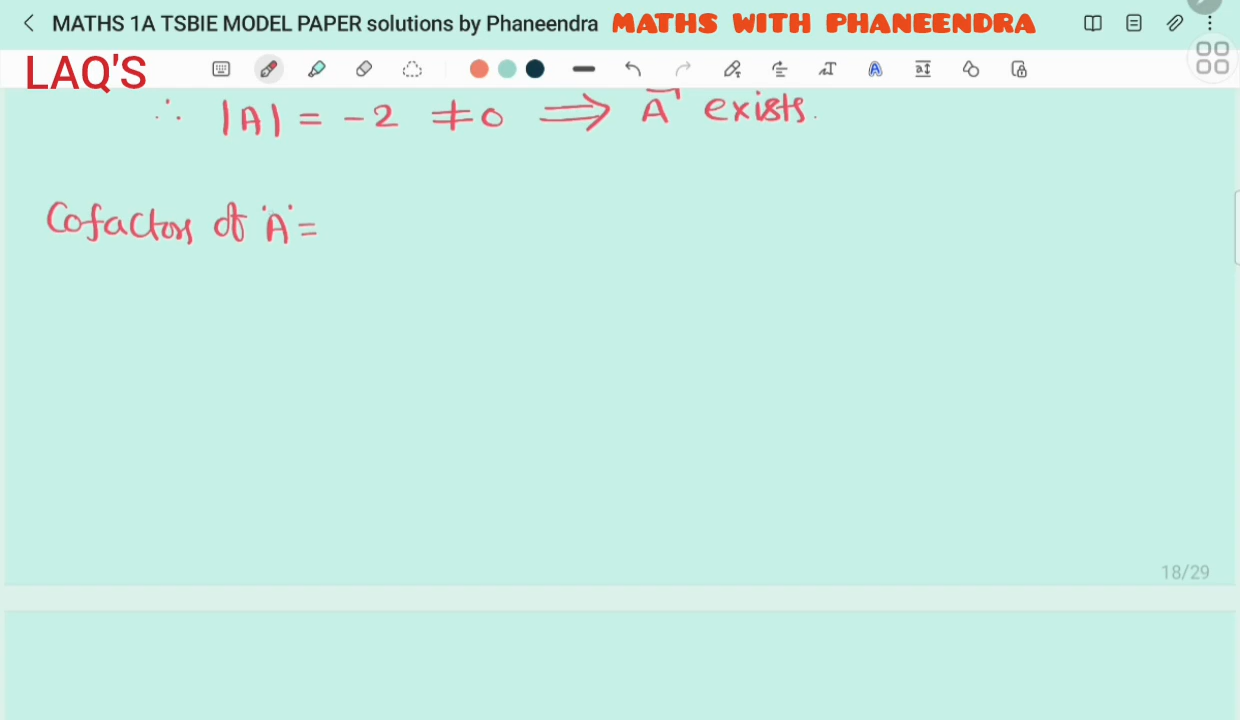 MATHS 1A TSBIE MODEL PAPER solutions by Phaneendra MATHS WITH PHANEENDRA
LAQ'S
∴ |A| = -2 ≠ 0 ⟹ A⁻¹ exists.
Cofactors of 'A' =
18/29